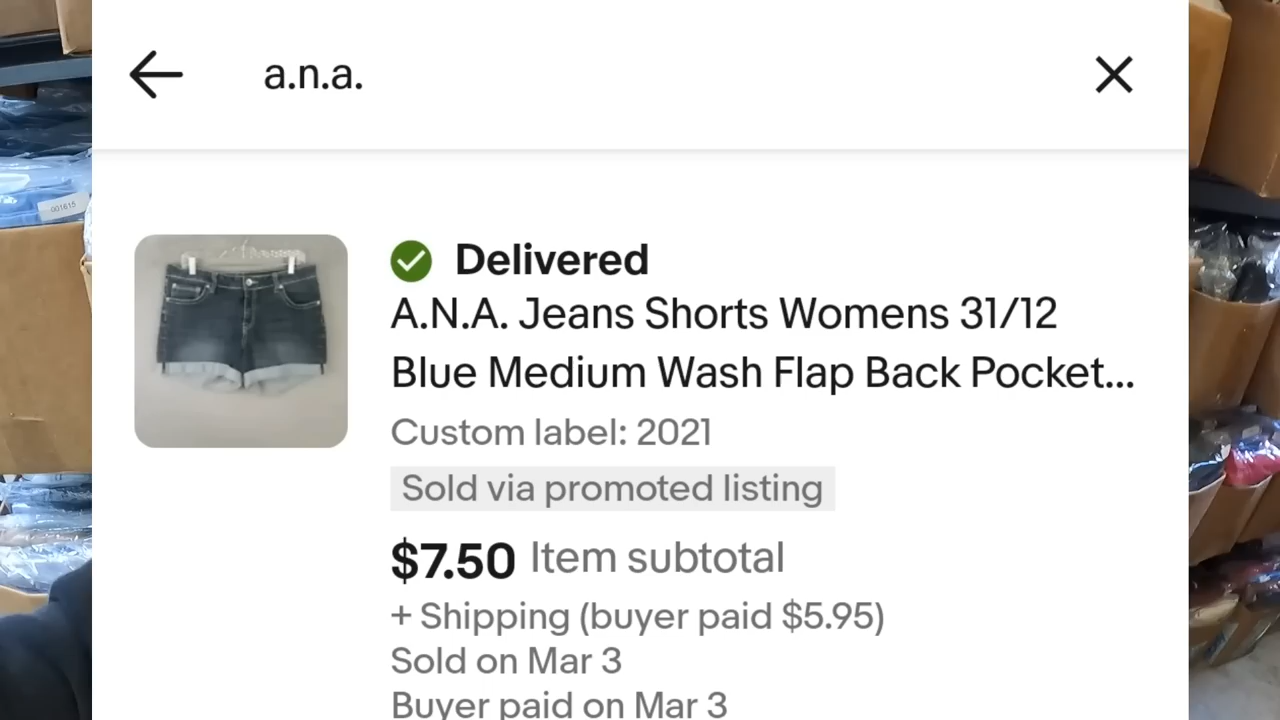 a.n.a.
001615
Delivered
A.N.A. Jeans Shorts Womens 31/12
Blue Medium Wash Flap Back Pocket...
Custom label: 2021
Sold via promoted listing
$7.50 Item subtotal
+ Shipping (buyer paid $5.95)
Sold on Mar 3
Buyer paid on Mar 3